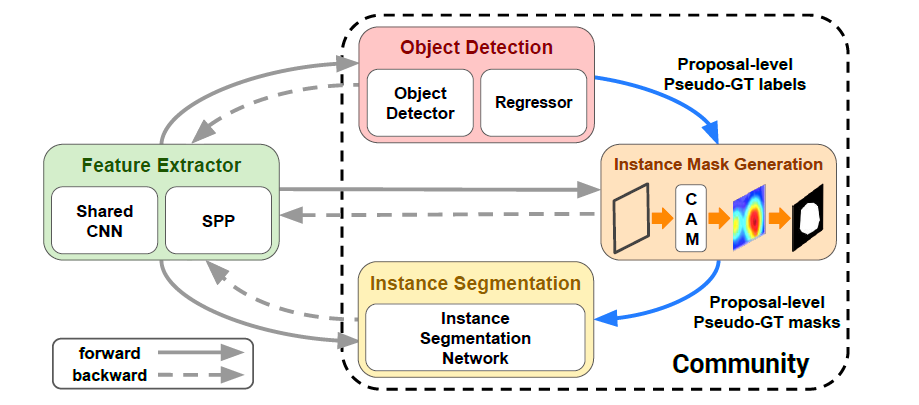 Object Detection
Object
Detector
Regressor
Proposal-level
Pseudo-GT labels
Feature Extractor
Shared
CNN
SPP
Instance Mask Generation
C
A
M
Instance Segmentation
Instance
Segmentation
Network
Proposal-level
Pseudo-GT masks
Community
forward
backward